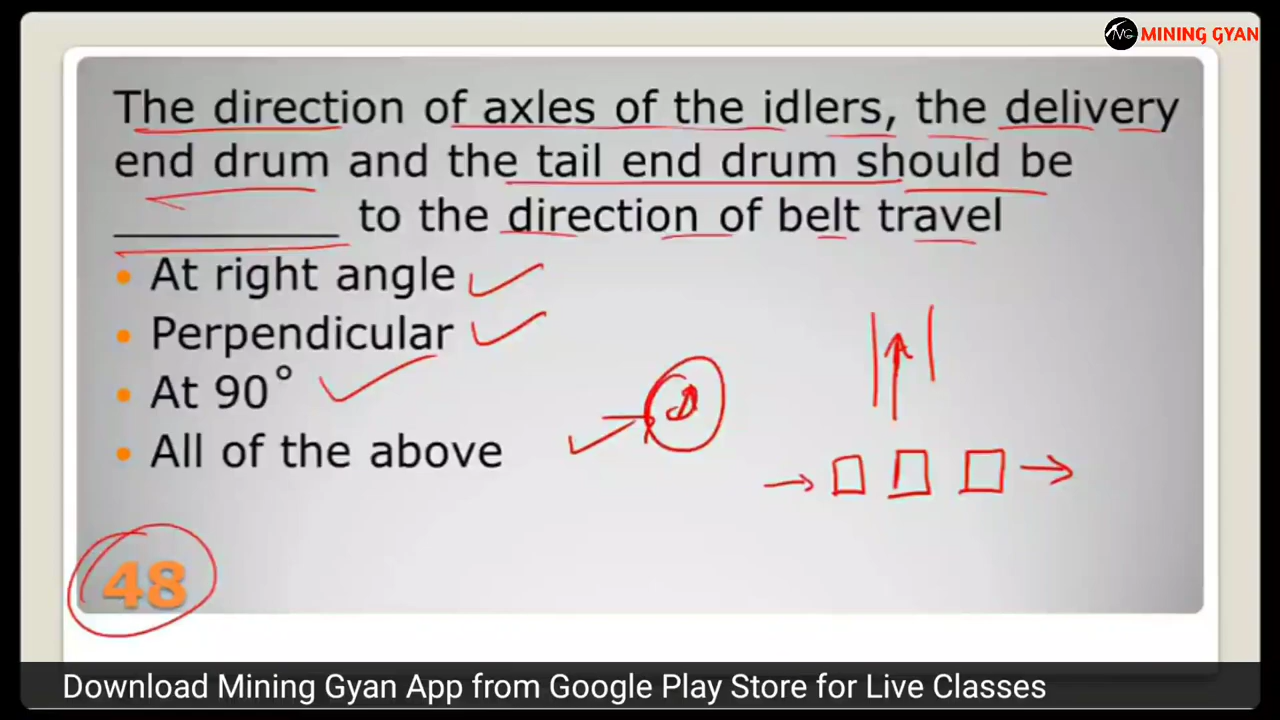 MINING GYAN
The direction of axles of the idlers, the delivery
end drum and the tail end drum should be
__________ to the direction of belt travel
• At right angle
• Perpendicular
• At 90°
• All of the above
48
Download Mining Gyan App from Google Play Store for Live Classes